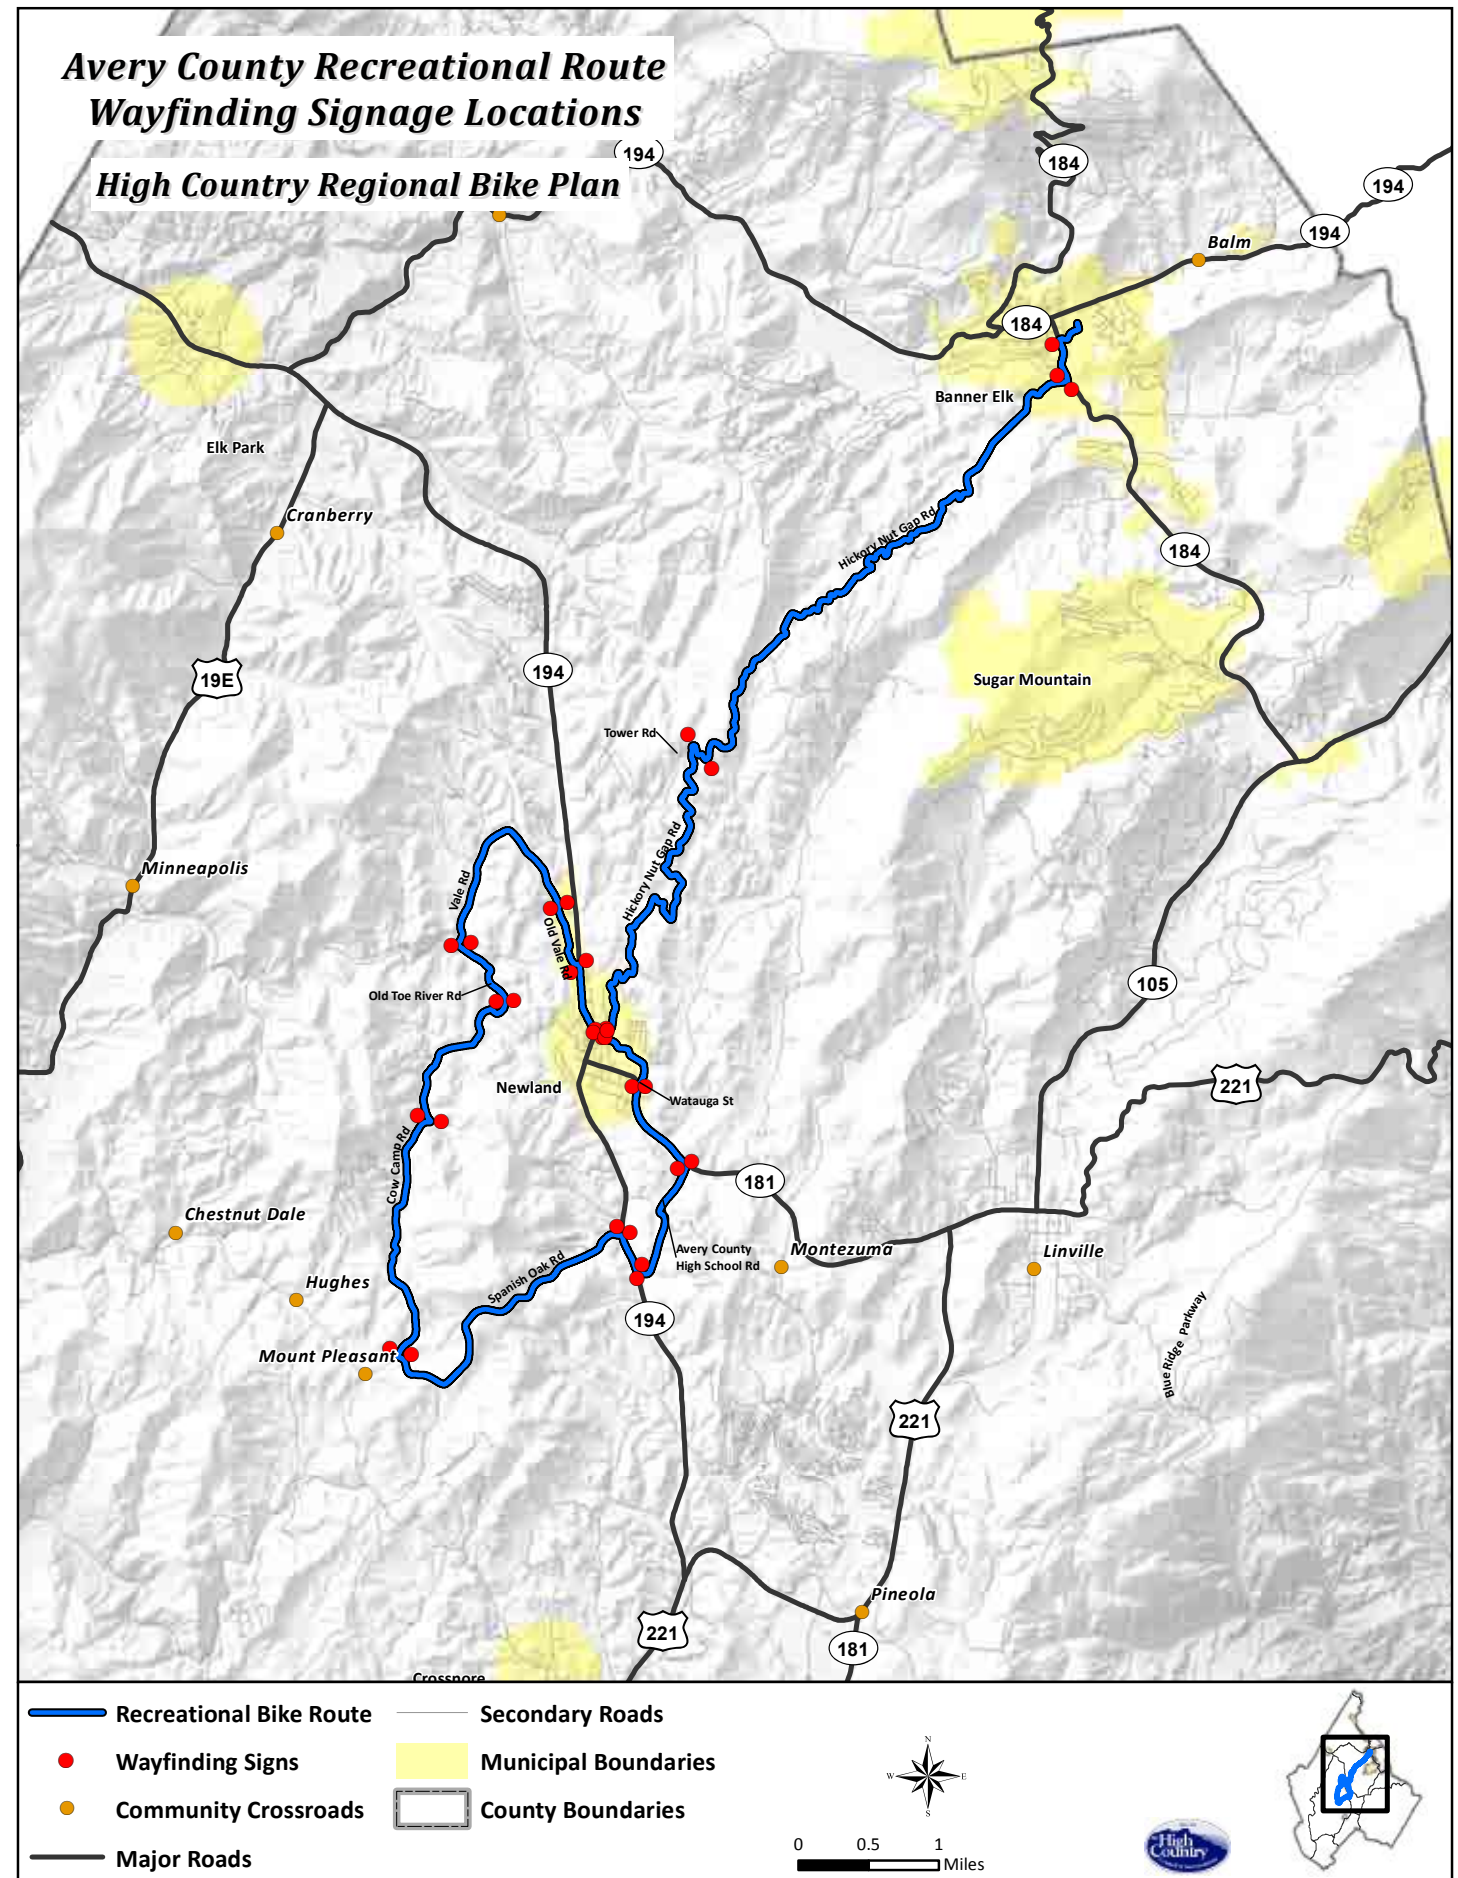 Avery County Recreational Route
Wayfinding Signage Locations
High Country Regional Bike Plan
194
184
194
194
Balm
184
Banner Elk
Elk Park
Cranberry
Hickory Nut Gap Rd
184
19E
194
Sugar Mountain
Tower Rd
Hickory Nut Gap Rd
Minneapolis
Vale Rd
Old Vale Rd
Old Toe River Rd
105
Newland
221
Watauga St
Cow Camp Rd
181
Chestnut Dale
Avery County
High School Rd
Montezuma
Linville
Hughes
Spanish Oak Rd
194
Blue Ridge Parkway
Mount Pleasant
221
Pineola
221
181
Crossnore
Recreational Bike Route
Secondary Roads
Wayfinding Signs
Municipal Boundaries
Community Crossroads
County Boundaries
Major Roads
N
W
E
S
0 0.5 1
Miles
High
Country